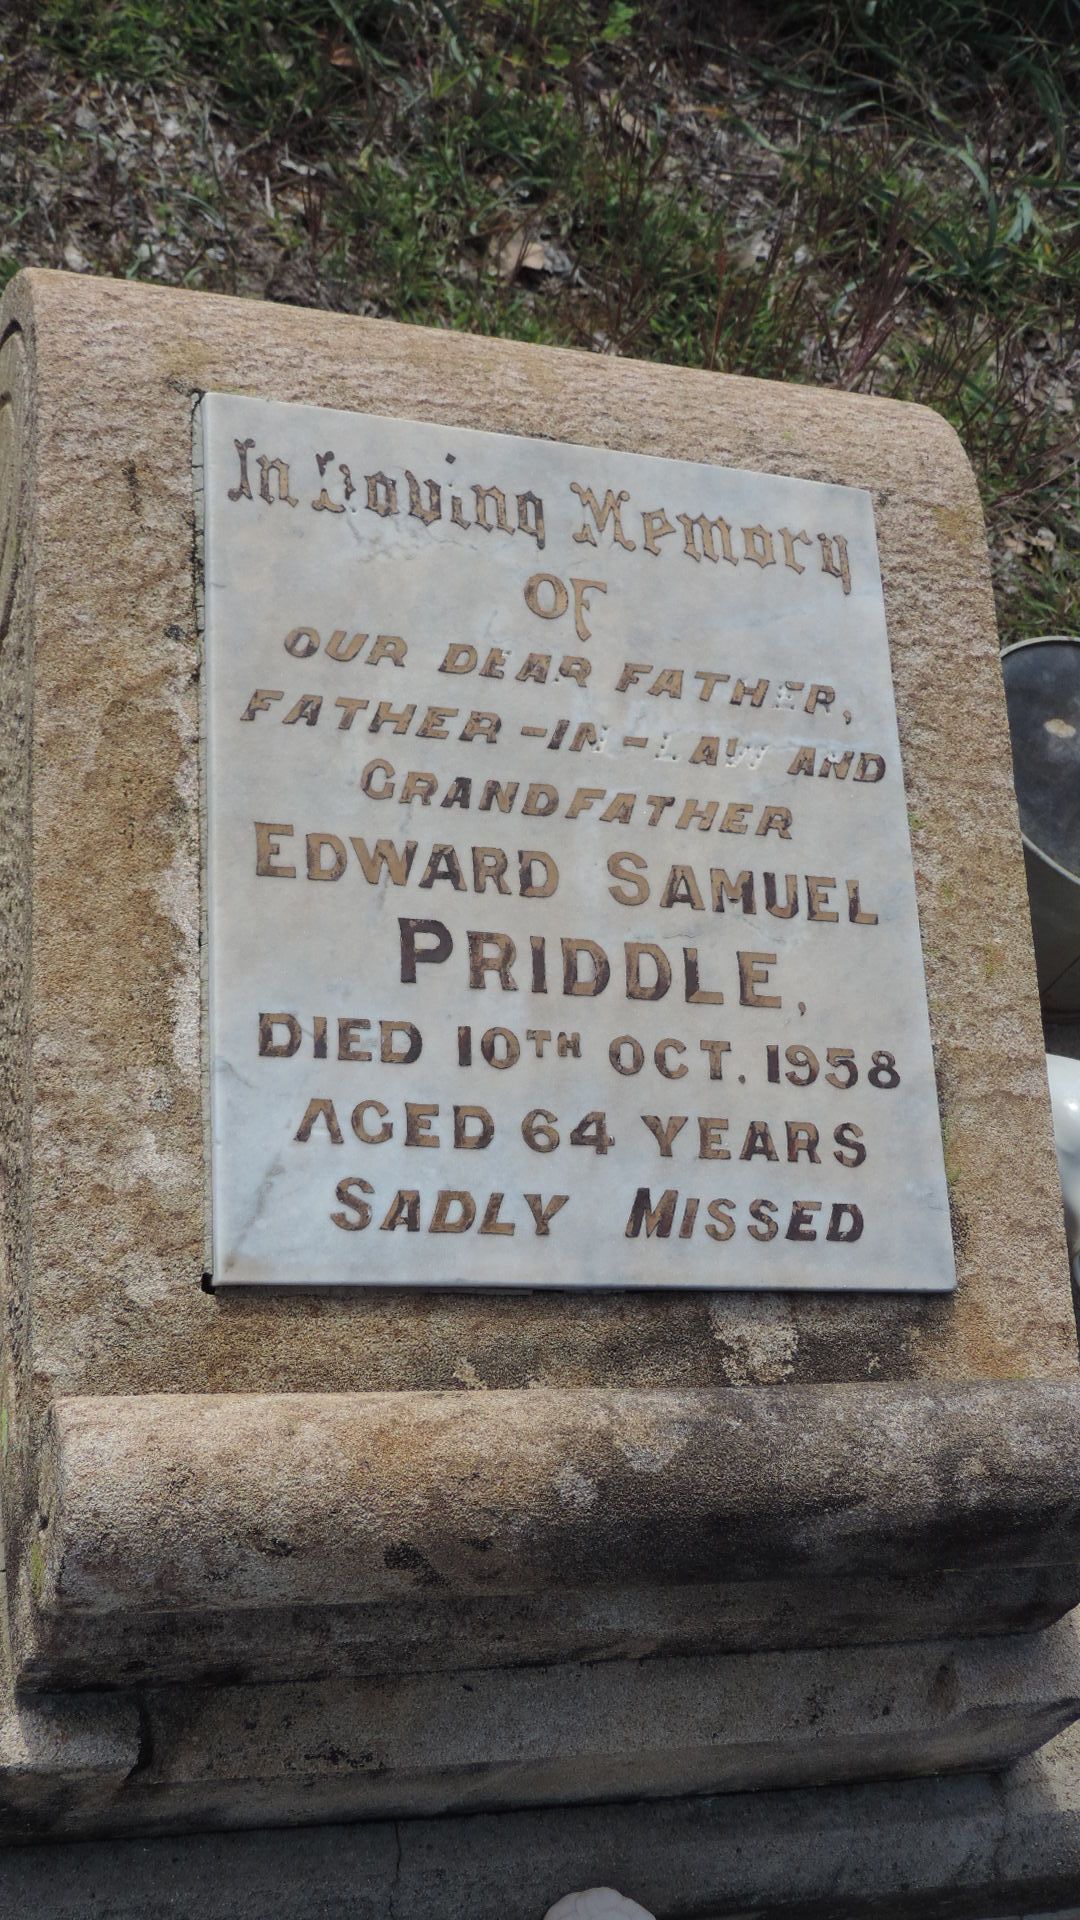 In Loving Memory
OF
OUR DEAR FATHER,
FATHER-IN-LAW AND
GRANDFATHER
EDWARD SAMUEL
PRIDDLE,
DIED 10TH OCT. 1958
AGED 64 YEARS
SADLY MISSED